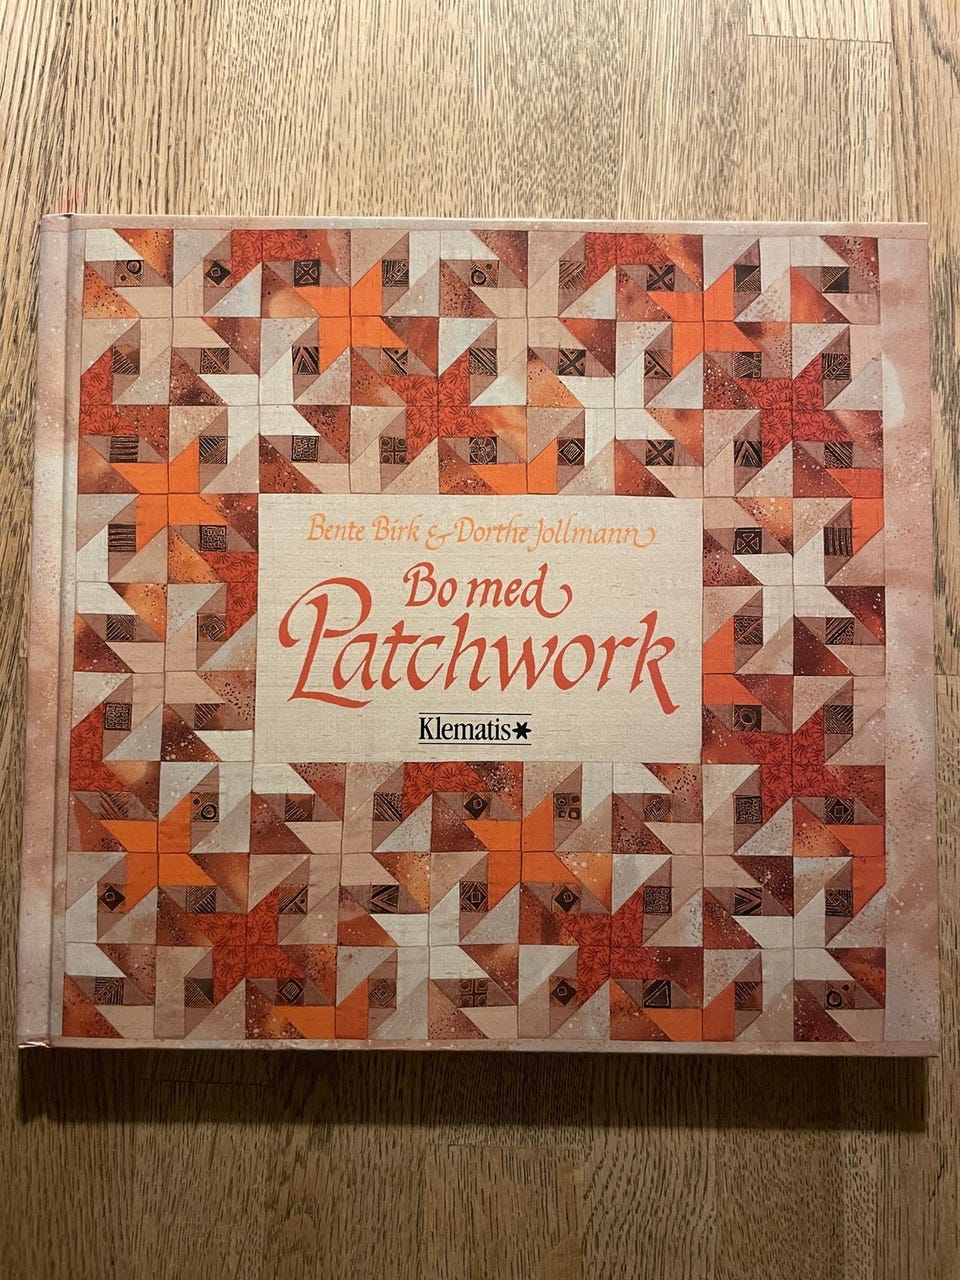 Bente Birk & Dorthe Jollmann
Bo med
Patchwork
Klematis